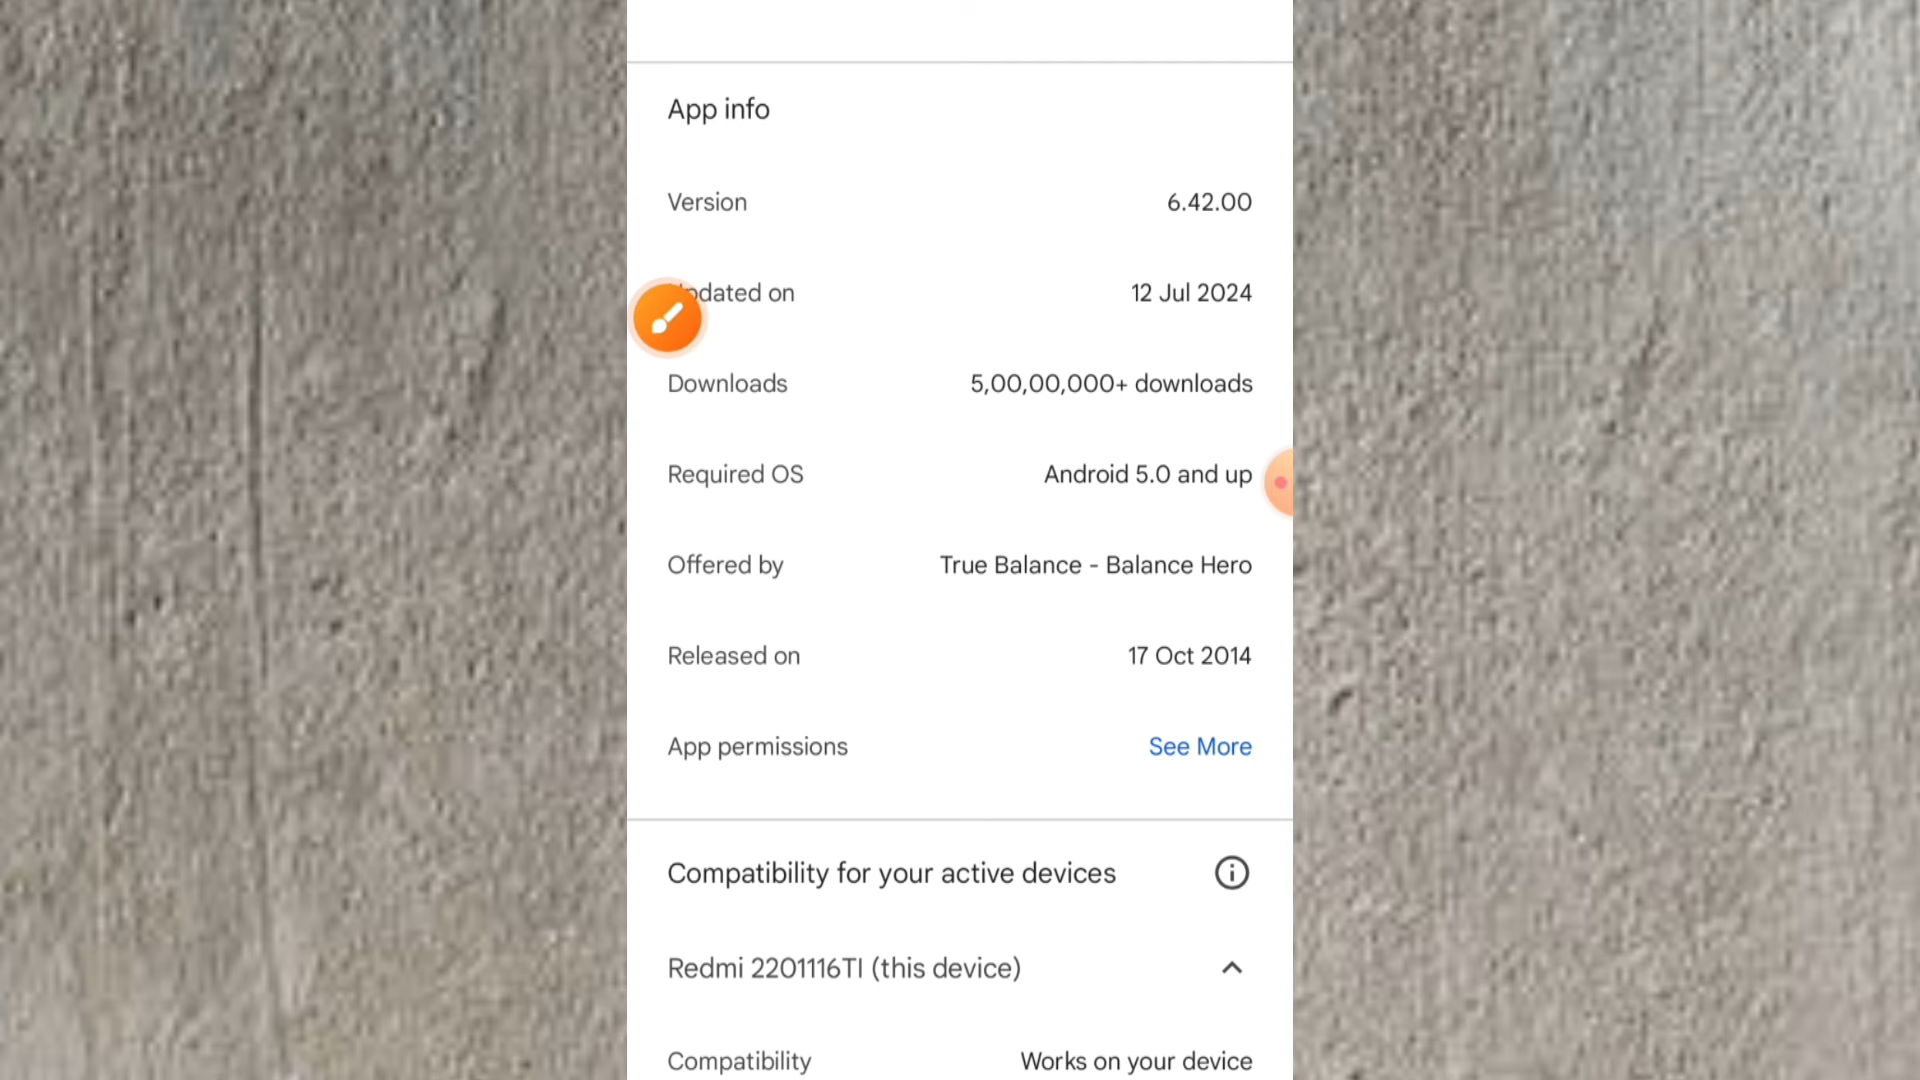 App info
Version 6.42.00
pdated on 12 Jul 2024
Downloads 5,00,00,000+ downloads
Required OS Android 5.0 and up
Offered by True Balance - Balance Hero
Released on 17 Oct 2014
App permissions See More
Compatibility for your active devices
Redmi 2201116TI (this device)
Compatibility Works on your device